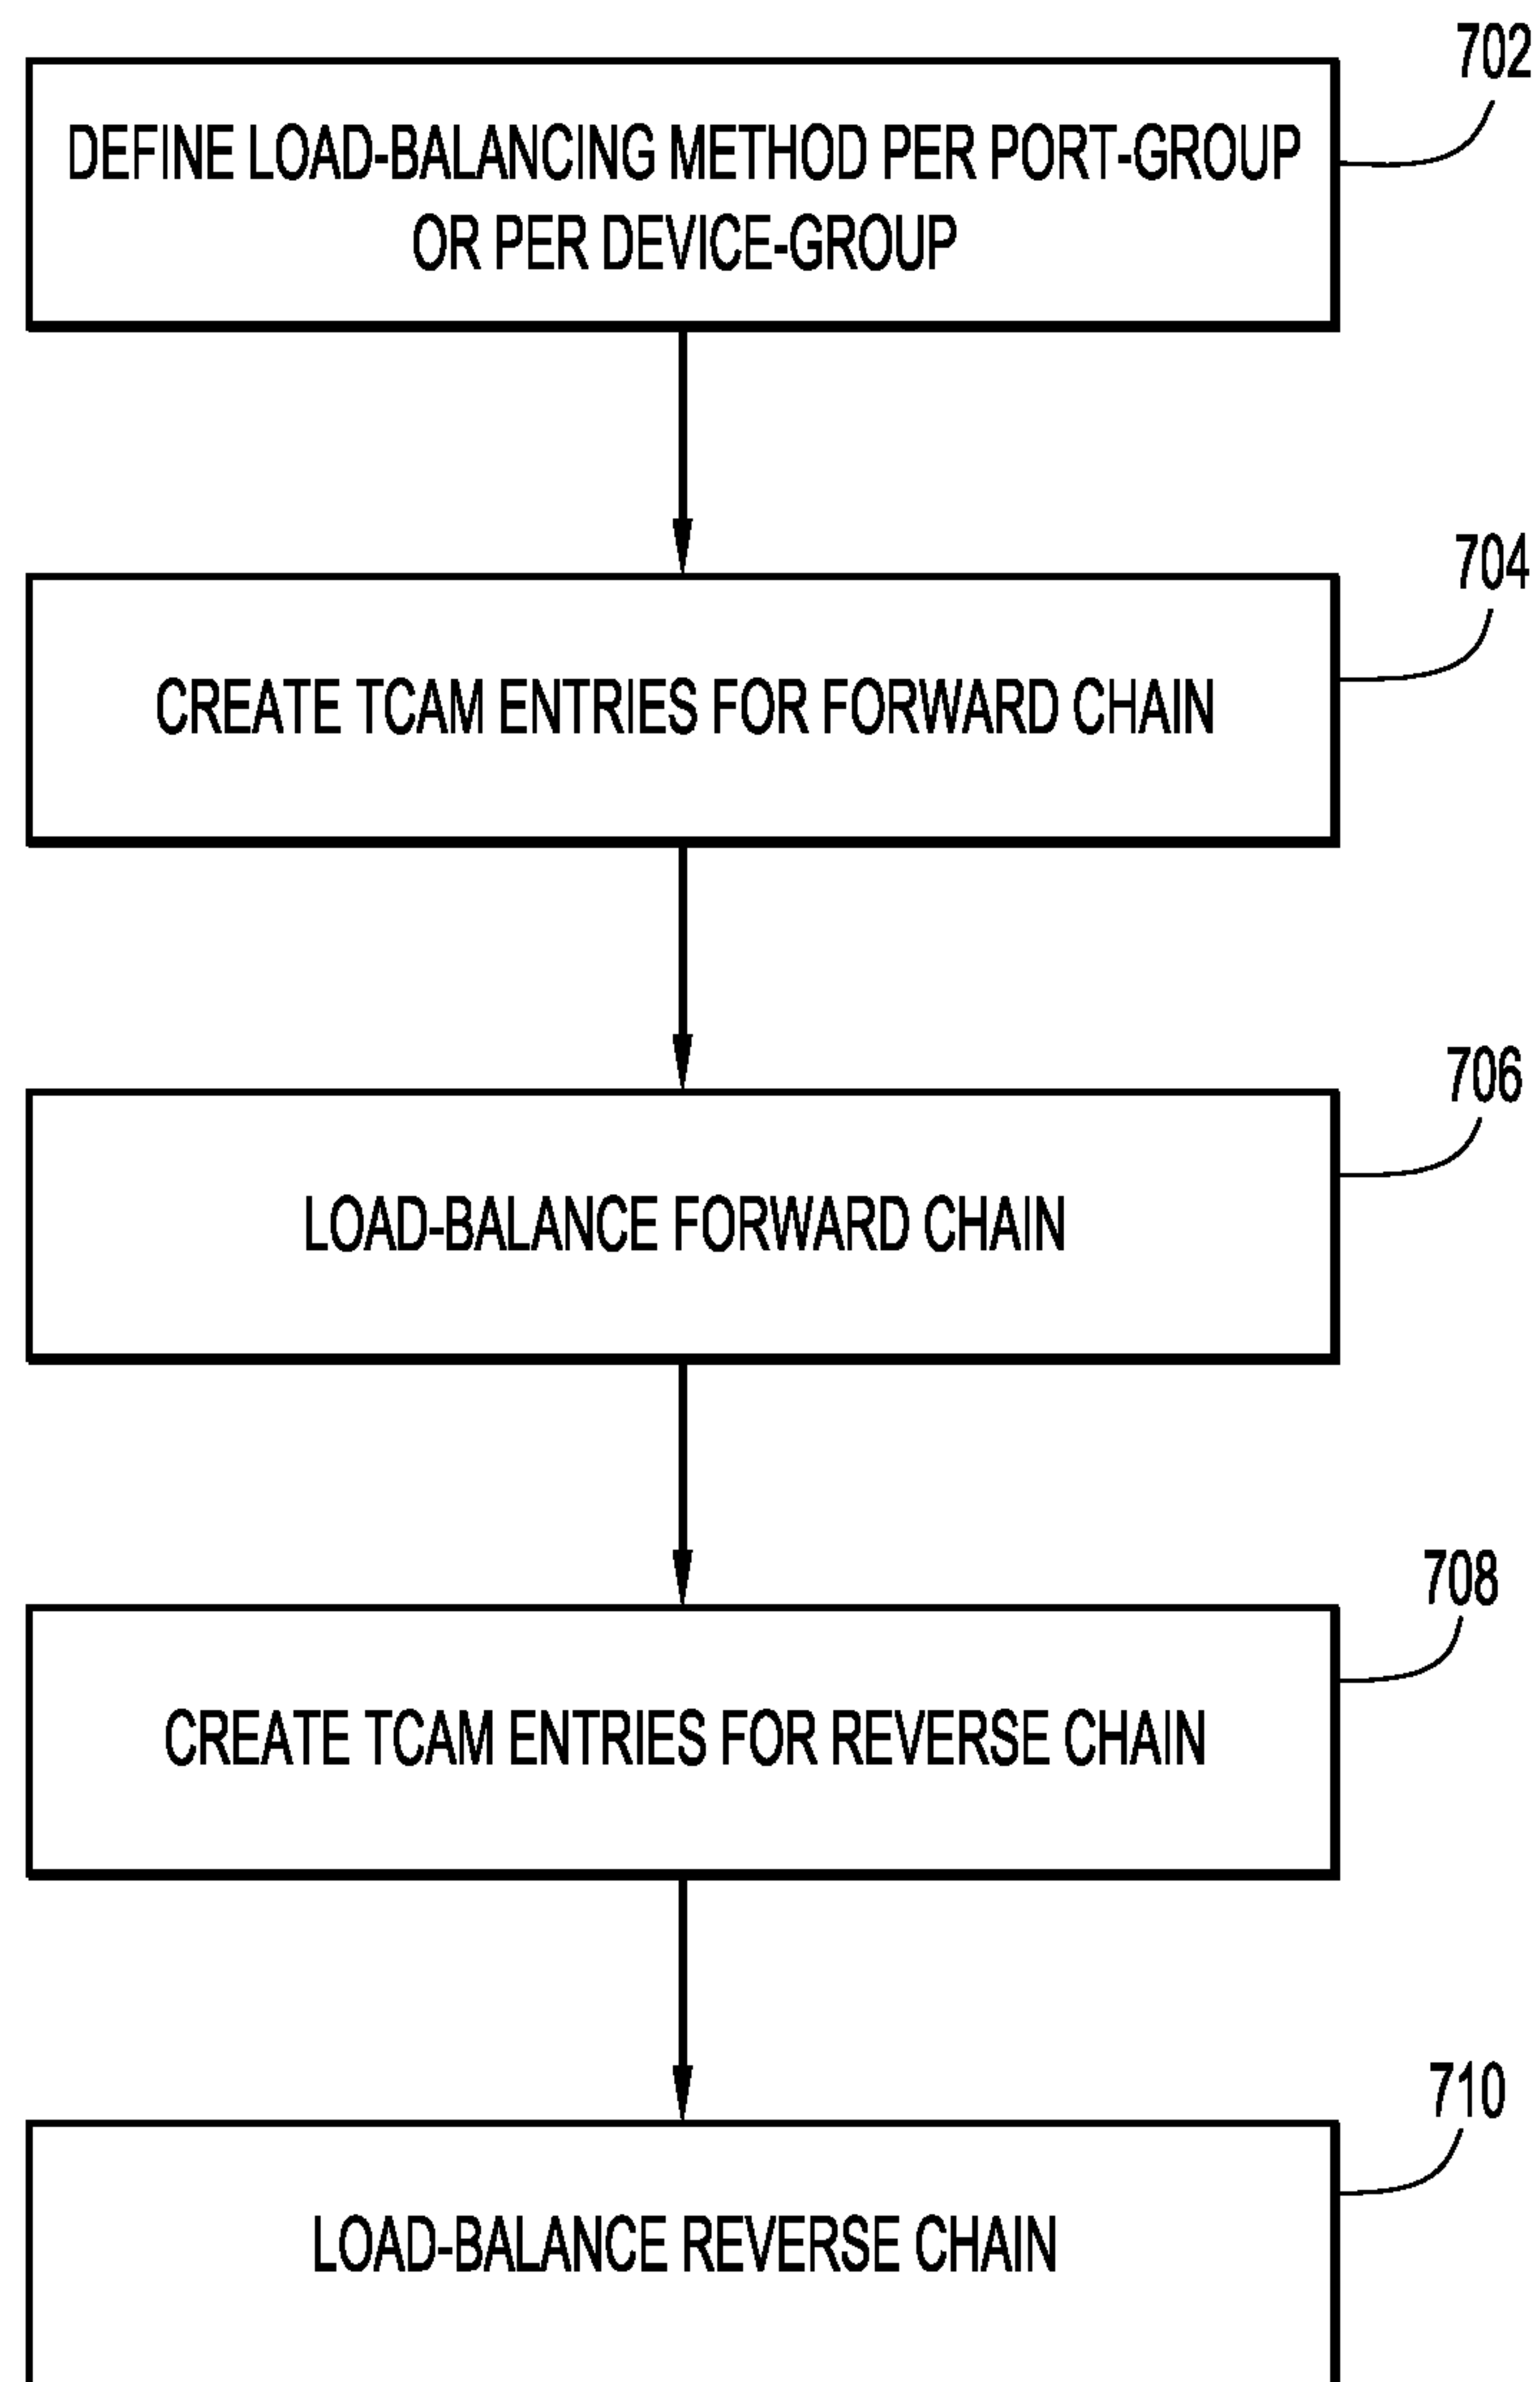 702
DEFINE LOAD-BALANCING METHOD PER PORT-GROUP
OR PER DEVICE-GROUP
704
CREATE TCAM ENTRIES FOR FORWARD CHAIN
706
LOAD-BALANCE FORWARD CHAIN
708
CREATE TCAM ENTRIES FOR REVERSE CHAIN
710
LOAD-BALANCE REVERSE CHAIN